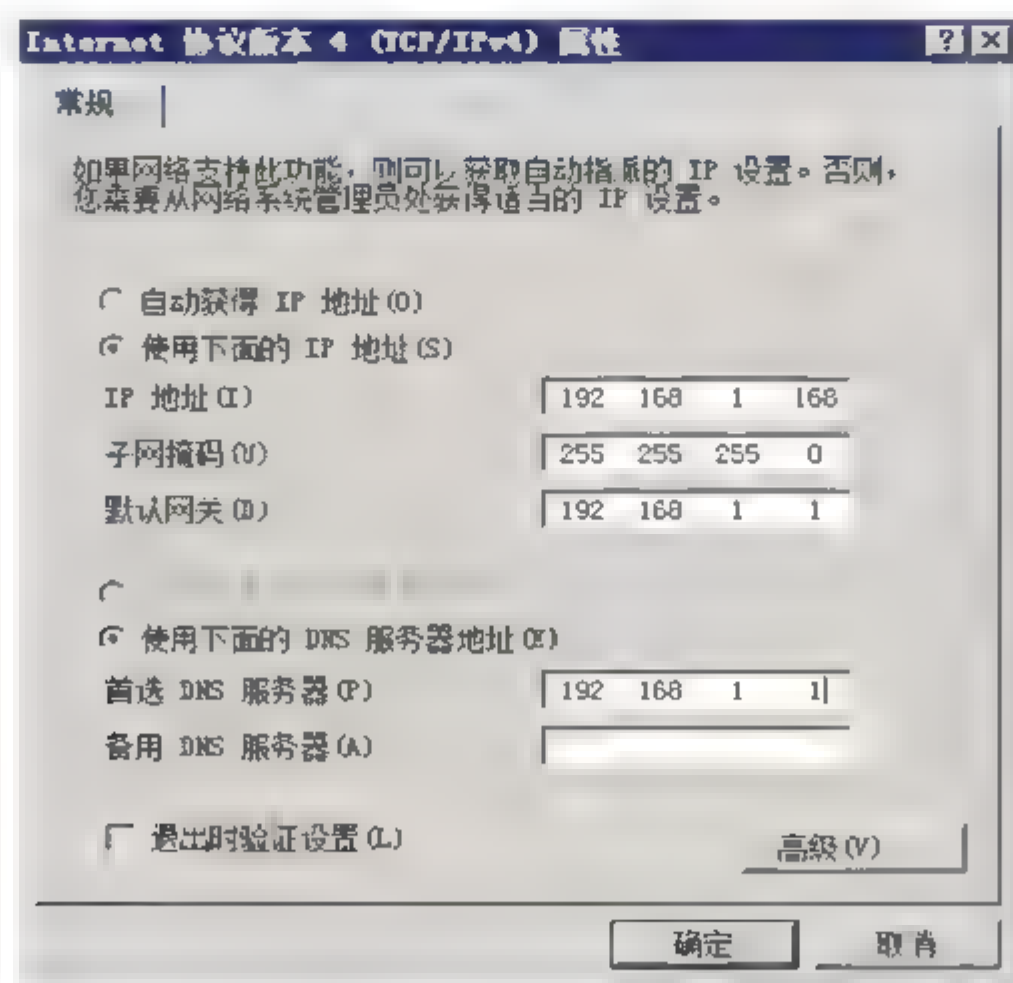 Internet 协议版本 4 (TCP/IPv4) 属性
常规
如果网络支持此功能,则可以获取自动指派的 IP 设置。否则,
您需要从网络系统管理员处获得适当的 IP 设置。
自动获得 IP 地址(O)
使用下面的 IP 地址(S)
IP 地址(I) 192 168 1 168
子网掩码(U) 255 255 255 0
默认网关(D) 192 168 1 1
使用下面的 DNS 服务器地址(E)
首选 DNS 服务器(P) 192 168 1 1
备用 DNS 服务器(A)
退出时验证设置(L)
高级(V)
确定 取消